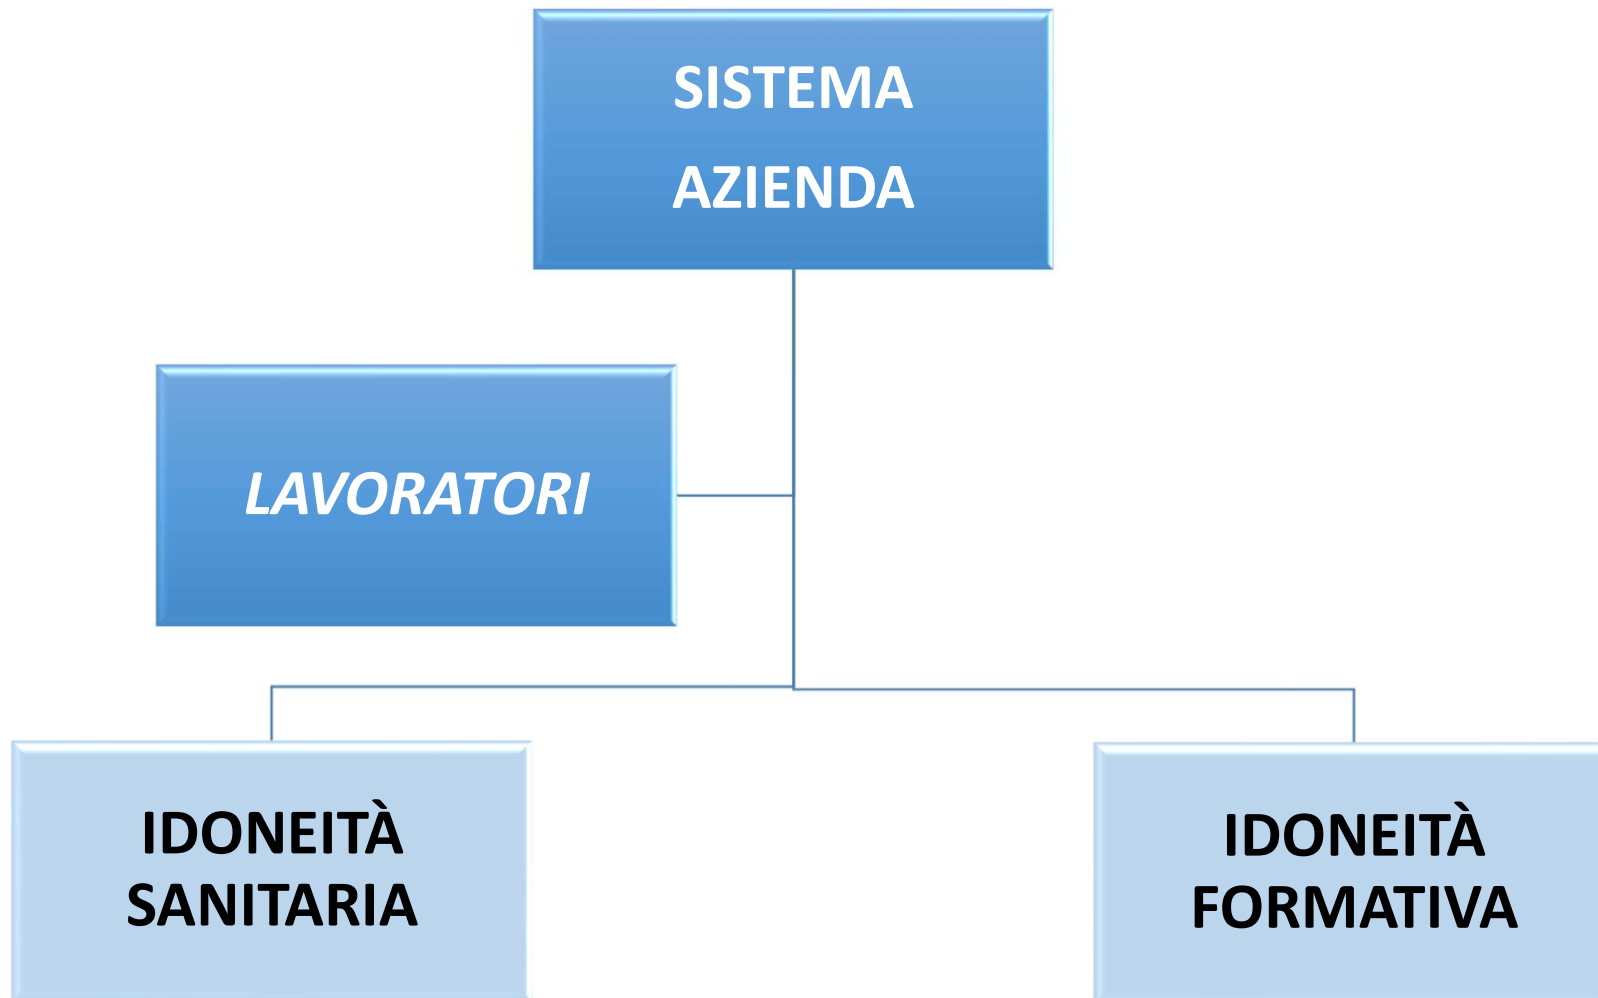 SISTEMA
AZIENDA
LAVORATORI
IDONEITÀ
SANITARIA
IDONEITÀ
FORMATIVA